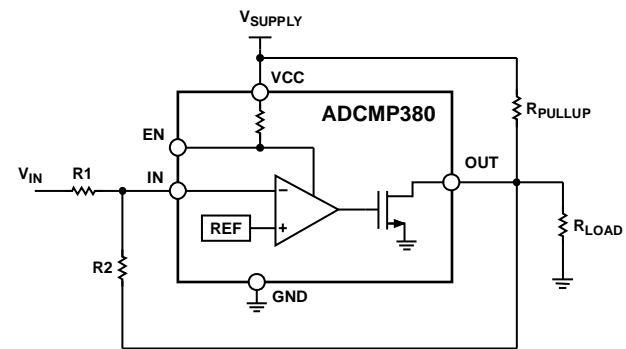 VSUPPLY
VCC
ADCMP380
RPULLUP
EN
OUT
VIN
R1
IN
−
REF
+
RLOAD
R2
GND